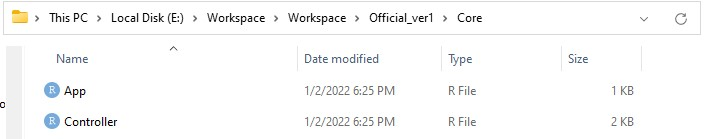 This PC > Local Disk (E:) > Workspace > Workspace > Official_ver1 > Core
Name Date modified Type Size
R App 1/2/2022 6:25 PM R File 1 KB
o
R Controller 1/2/2022 6:25 PM R File 2 KB